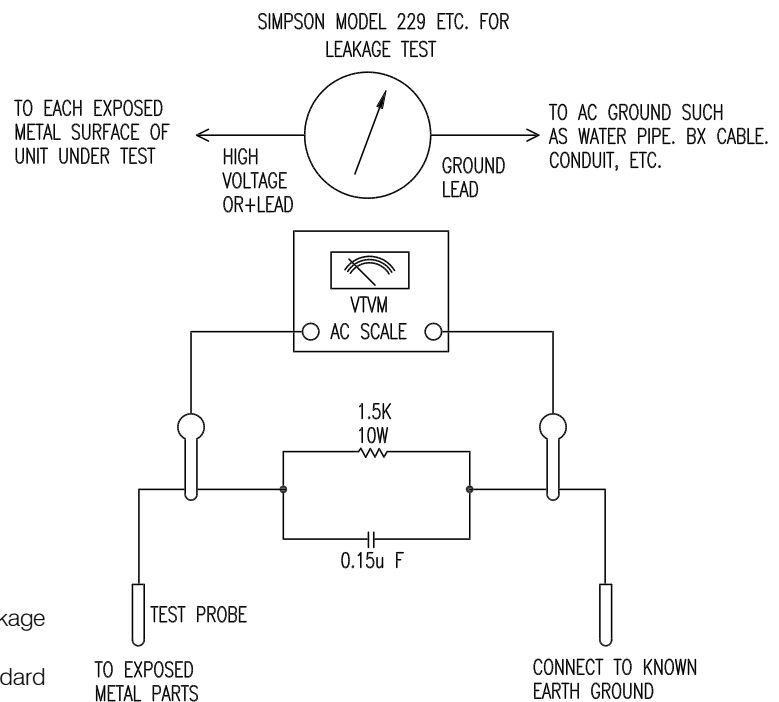 SIMPSON MODEL 229 ETC. FOR
LEAKAGE TEST
TO EACH EXPOSED
METAL SURFACE OF
UNIT UNDER TEST
HIGH
VOLTAGE
OR+LEAD
GROUND
LEAD
TO AC GROUND SUCH
AS WATER PIPE. BX CABLE.
CONDUIT, ETC.
VTVM
AC SCALE
1.5K
10W
0.15u F
kage
TEST PROBE
dard
TO EXPOSED
METAL PARTS
CONNECT TO KNOWN
EARTH GROUND